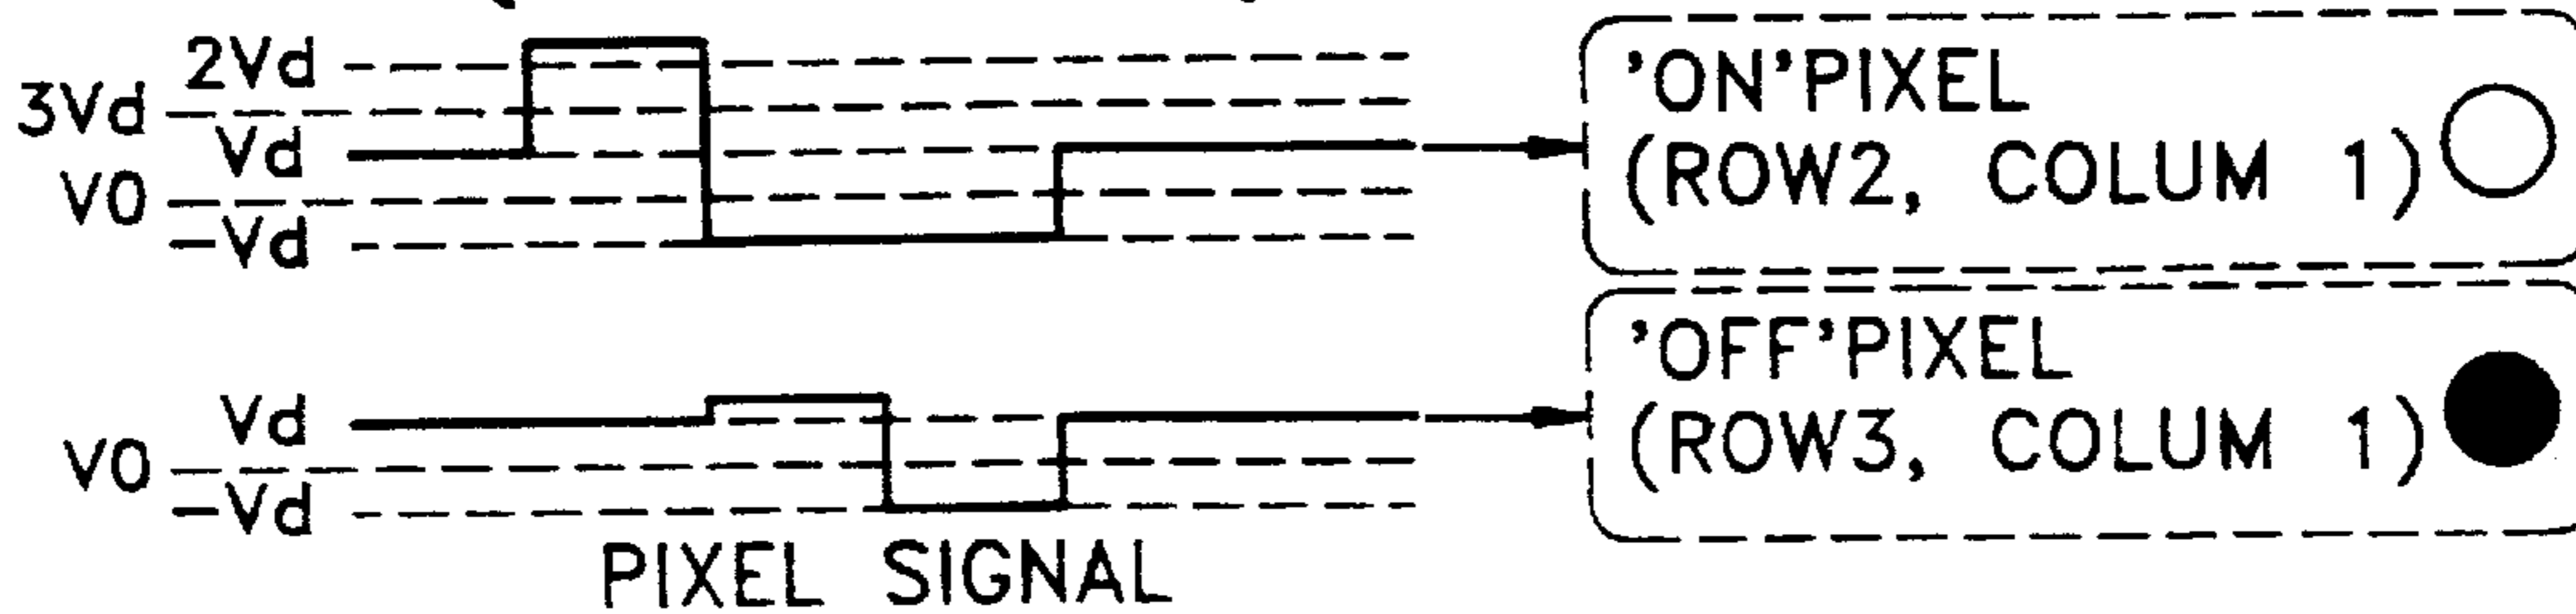 2Vd
3Vd
Vd
V0
-Vd
'ON'PIXEL
(ROW2, COLUM 1)
Vd
V0
-Vd
'OFF'PIXEL
(ROW3, COLUM 1)
PIXEL SIGNAL